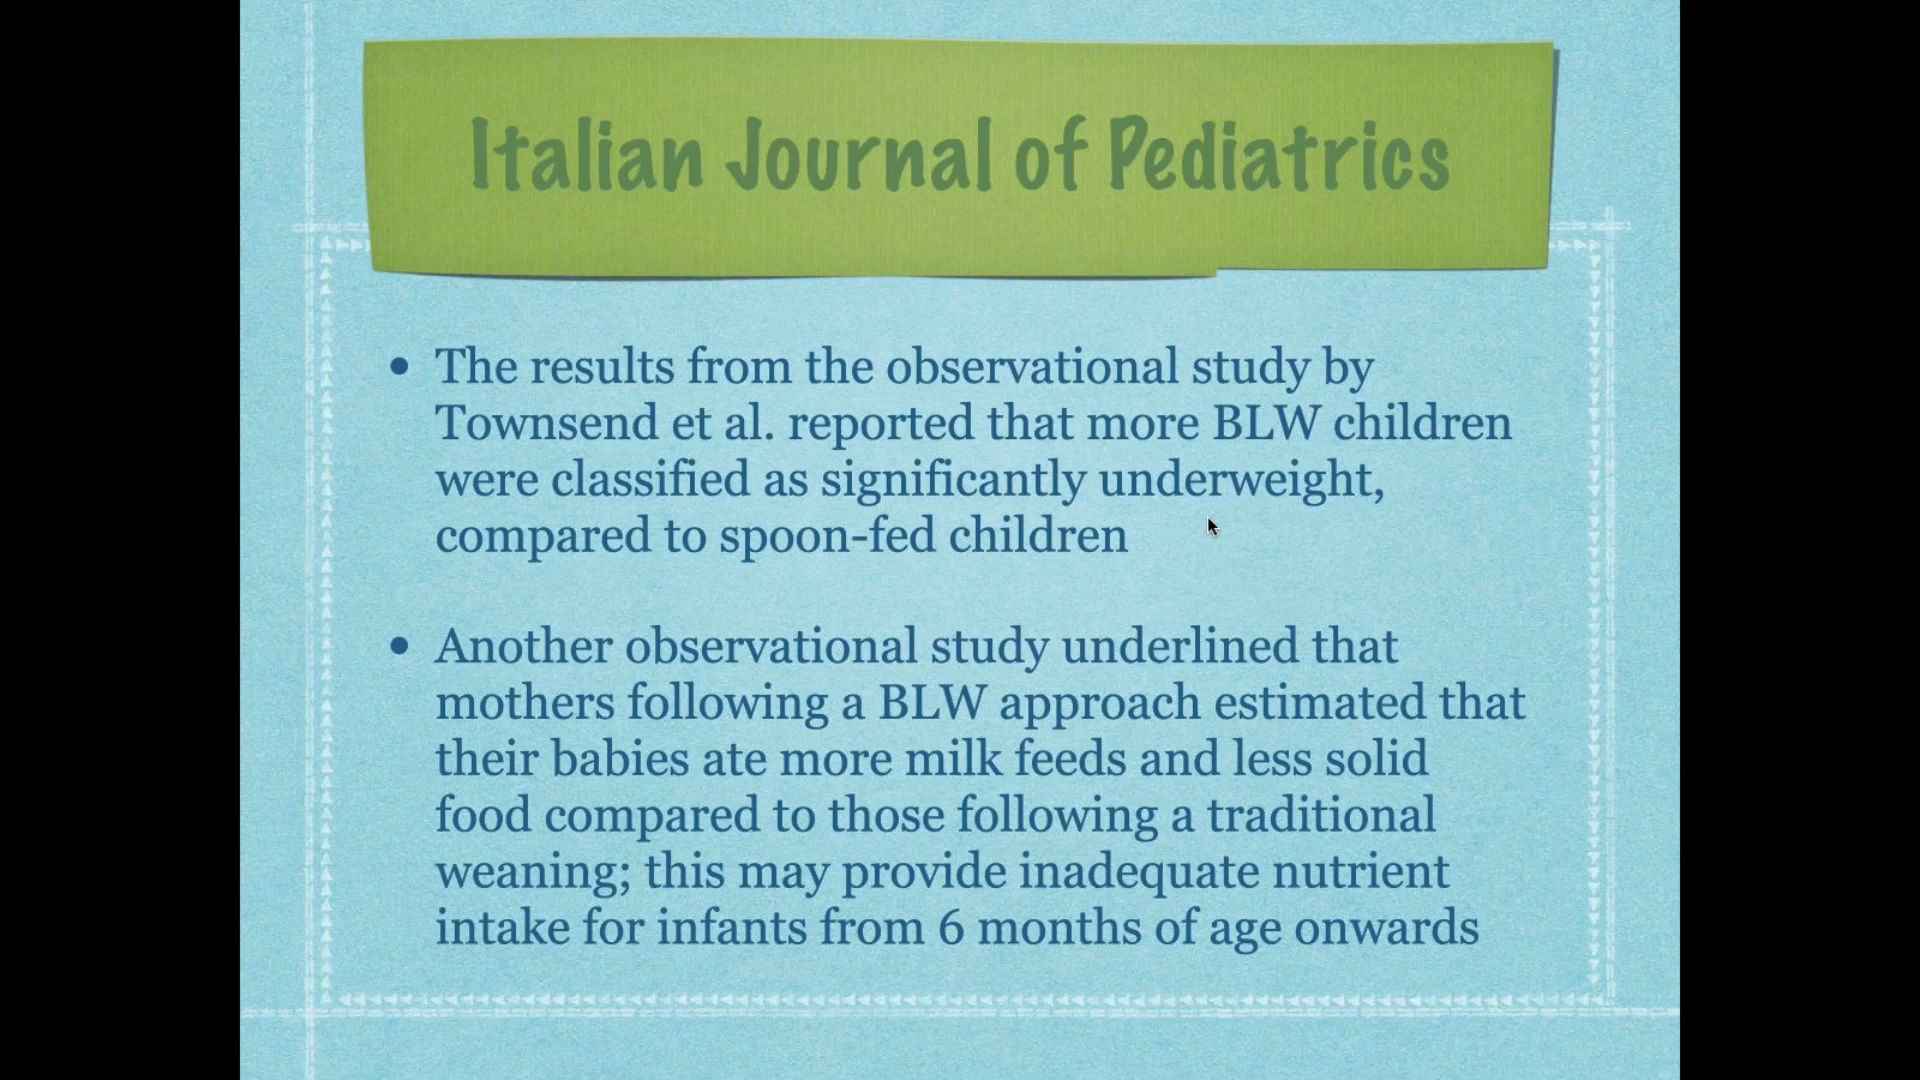 Italian Journal of Pediatrics
• The results from the observational study by
Townsend et al. reported that more BLW children
were classified as significantly underweight,
compared to spoon-fed children
• Another observational study underlined that
mothers following a BLW approach estimated that
their babies ate more milk feeds and less solid
food compared to those following a traditional
weaning; this may provide inadequate nutrient
intake for infants from 6 months of age onwards